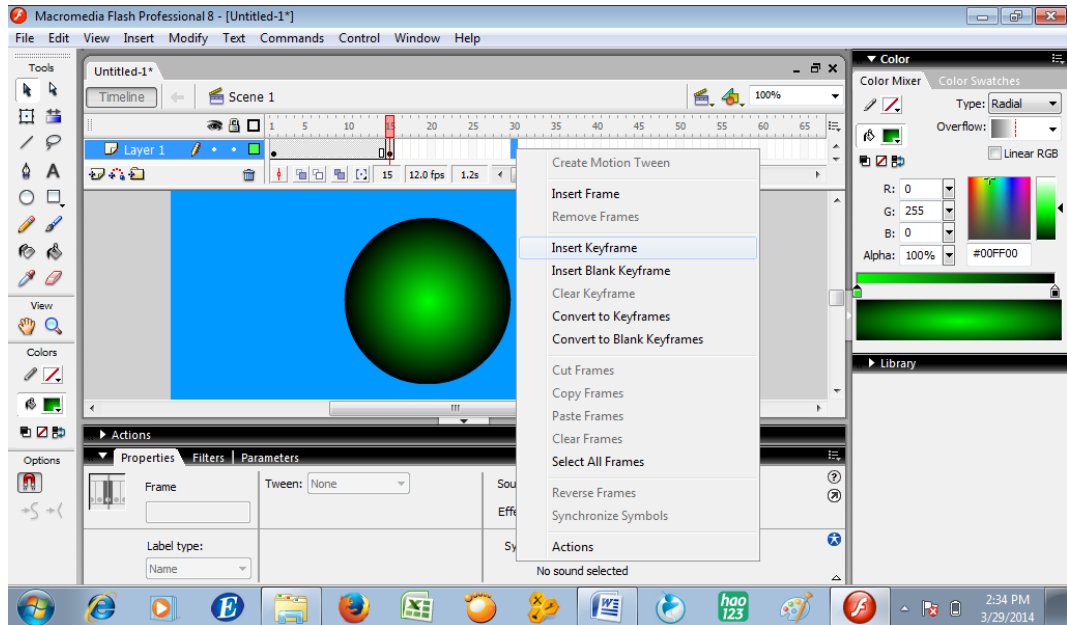 Macromedia Flash Professional 8 - [Untitled-1*]
File Edit View Insert Modify Text Commands Control Window Help
Tools
View
Colors
Options
Untitled-1*
Timeline
Scene 1
100%
1 5 10 15 20 25 30 35 40 45 50 55 60 65
Layer 1
15 12.0 fps 1.2s
Create Motion Tween
Insert Frame
Remove Frames
Insert Keyframe
Insert Blank Keyframe
Clear Keyframe
Convert to Keyframes
Convert to Blank Keyframes
Cut Frames
Copy Frames
Paste Frames
Clear Frames
Select All Frames
Reverse Frames
Synchronize Symbols
Actions
Actions
Properties Filters Parameters
Frame
Tween: None
Sou
Effe
Label type:
Sy
Name
No sound selected
Color
Color Mixer Color Swatches
Type: Radial
Overflow:
Linear RGB
R: 0
G: 255
B: 0
Alpha: 100% #00FF00
Library
hao
123
2:34 PM
3/29/2014